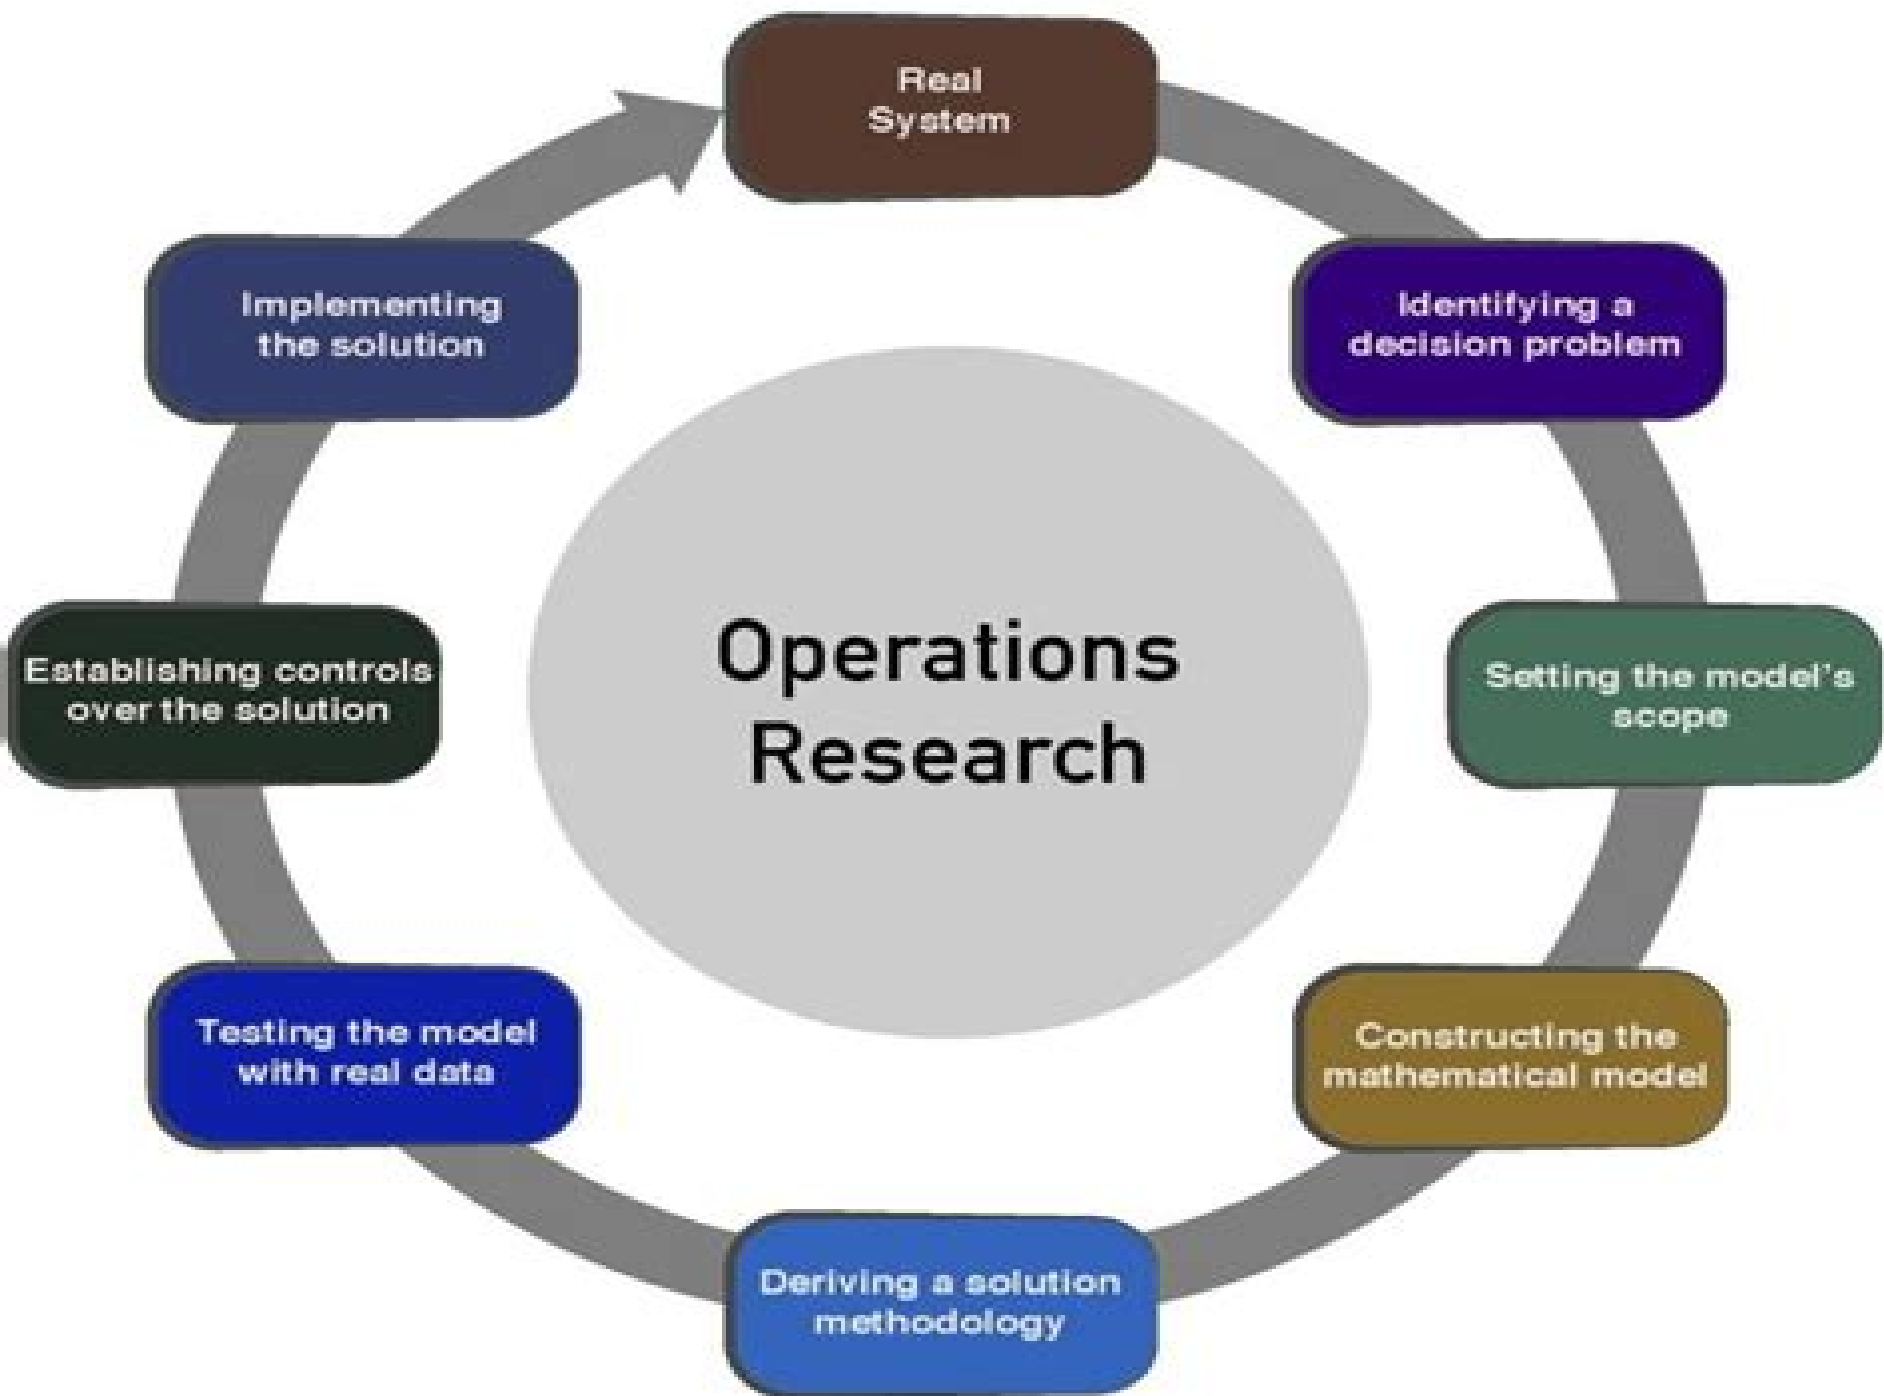 Real
System
Identifying a
decision problem
Setting the model's
scope
Constructing the
mathematical model
Deriving a solution
methodology
Testing the model
with real data
Establishing controls
over the solution
Implementing
the solution
Operations
Research